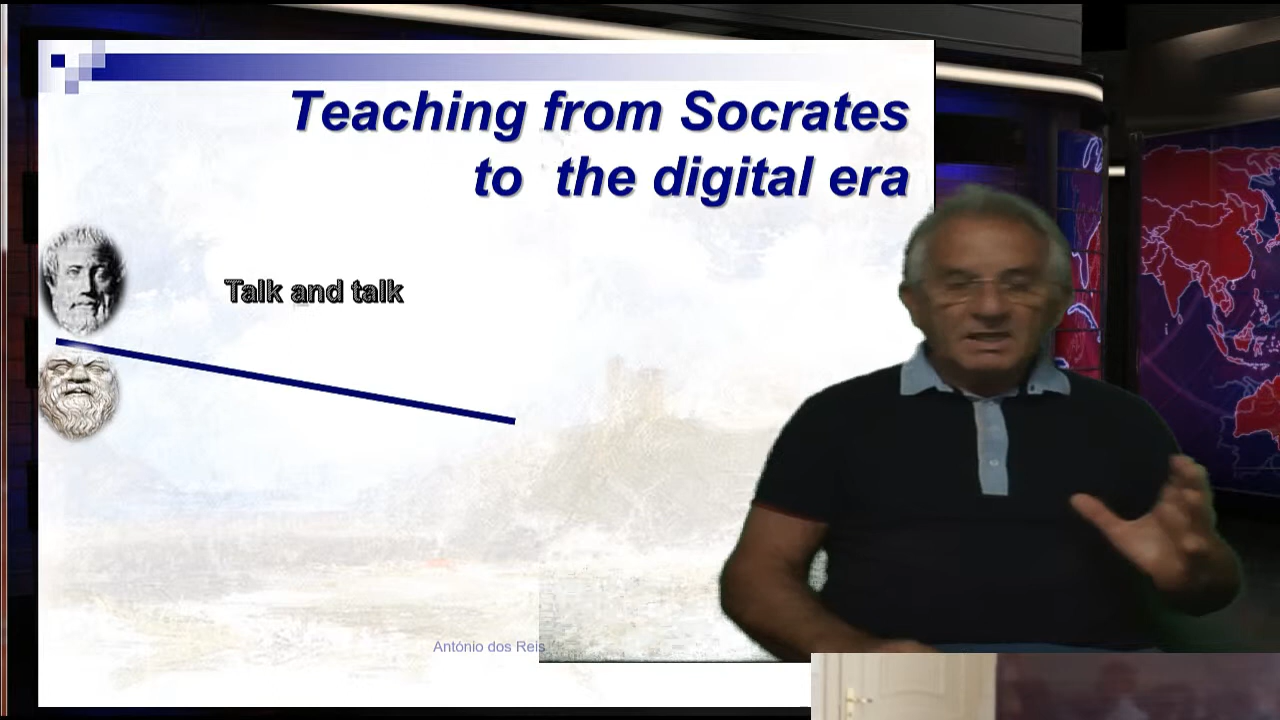 Teaching from Socrates
to the digital era
Talk and talk
António dos Reis